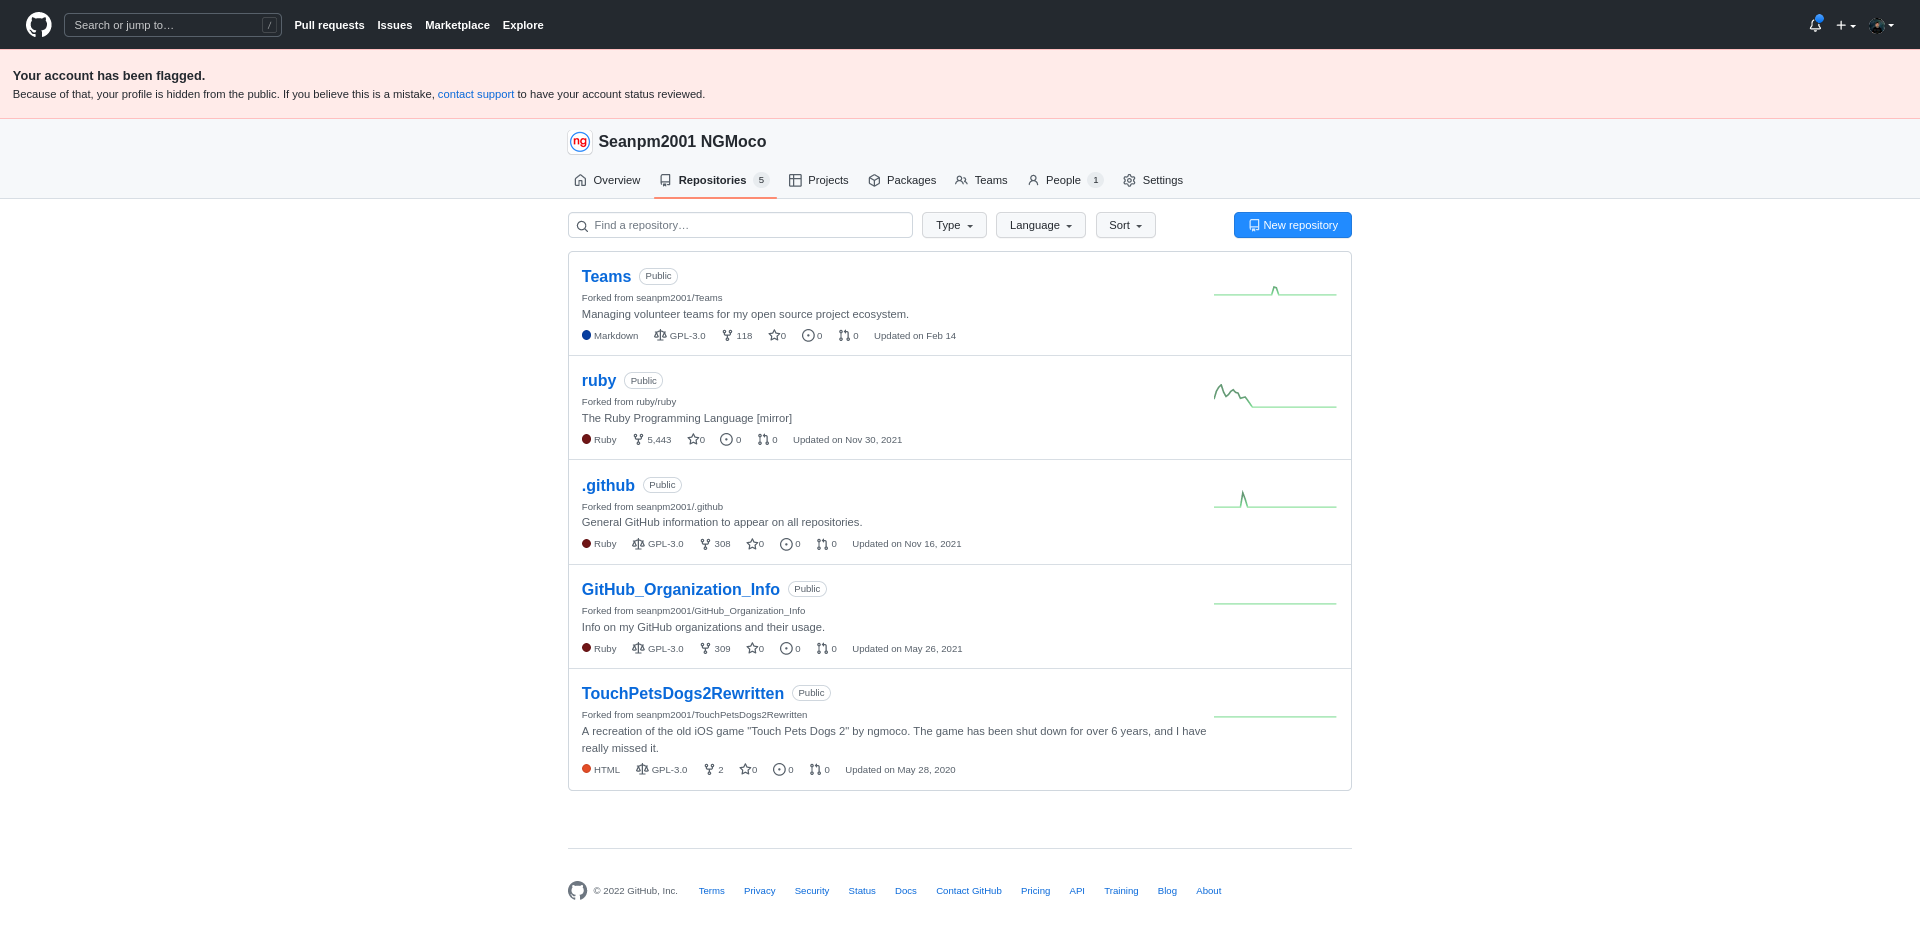 Search or jump to… / Pull requests Issues Marketplace Explore
Your account has been flagged.
Because of that, your profile is hidden from the public. If you believe this is a mistake, contact support to have your account status reviewed.
ng Seanpm2001 NGMoco
Overview Repositories 5 Projects Packages Teams People 1 Settings
Find a repository… Type Language Sort New repository
Teams Public
Forked from seanpm2001/Teams
Managing volunteer teams for my open source project ecosystem.
Markdown GPL-3.0 118 0 0 0 Updated on Feb 14
ruby Public
Forked from ruby/ruby
The Ruby Programming Language [mirror]
Ruby 5,443 0 0 0 Updated on Nov 30, 2021
.github Public
Forked from seanpm2001/.github
General GitHub information to appear on all repositories.
Ruby GPL-3.0 308 0 0 0 Updated on Nov 16, 2021
GitHub_Organization_Info Public
Forked from seanpm2001/GitHub_Organization_Info
Info on my GitHub organizations and their usage.
Ruby GPL-3.0 309 0 0 0 Updated on May 26, 2021
TouchPetsDogs2Rewritten Public
Forked from seanpm2001/TouchPetsDogs2Rewritten
A recreation of the old iOS game "Touch Pets Dogs 2" by ngmoco. The game has been shut down for over 6 years, and I have
really missed it.
HTML GPL-3.0 2 0 0 0 Updated on May 28, 2020
© 2022 GitHub, Inc. Terms Privacy Security Status Docs Contact GitHub Pricing API Training Blog About